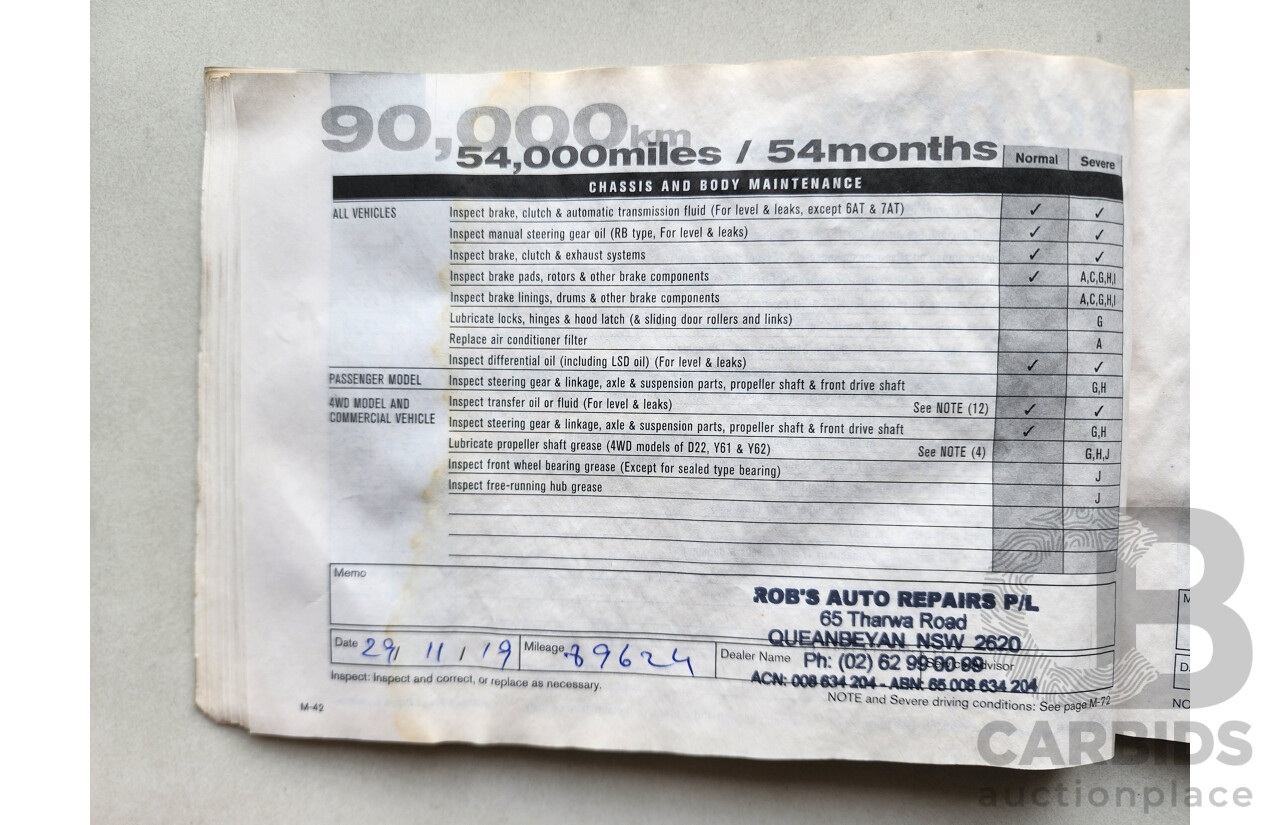 90,000km
54,000miles / 54months
Normal Severe
CHASSIS AND BODY MAINTENANCE
ALL VEHICLES Inspect brake, clutch & automatic transmission fluid (For level & leaks, except 6AT & 7AT) ✓ ✓
Inspect manual steering gear oil (RB type, For level & leaks) ✓ ✓
Inspect brake, clutch & exhaust systems ✓ ✓
Inspect brake pads, rotors & other brake components ✓ A,C,G,H,I
Inspect brake linings, drums & other brake components A,C,G,H,I
Lubricate locks, hinges & hood latch (& sliding door rollers and links) G
Replace air conditioner filter A
Inspect differential oil (including LSD oil) (For level & leaks) ✓ ✓
PASSENGER MODEL Inspect steering gear & linkage, axle & suspension parts, propeller shaft & front drive shaft G,H
4WD MODEL AND Inspect transfer oil or fluid (For level & leaks) See NOTE (12) ✓ ✓
COMMERCIAL VEHICLE Inspect steering gear & linkage, axle & suspension parts, propeller shaft & front drive shaft ✓ G,H
Lubricate propeller shaft grease (4WD models of D22, Y61 & Y62) See NOTE (4) G,H,J
Inspect front wheel bearing grease (Except for sealed type bearing) J
Inspect free-running hub grease J
Memo
ROB'S AUTO REPAIRS P/L
65 Tharwa Road
QUEANBEYAN NSW 2620
Date 29/ 11 / 19 Mileage 89624 Dealer Name Ph: (02) 62 99 00 99
ACN: 008 634 204 - ABN: 65 008 634 204
Inspect: Inspect and correct, or replace as necessary.
NOTE and Severe driving conditions: See page M-72
M-42
B
CARBIDS
auctionplace